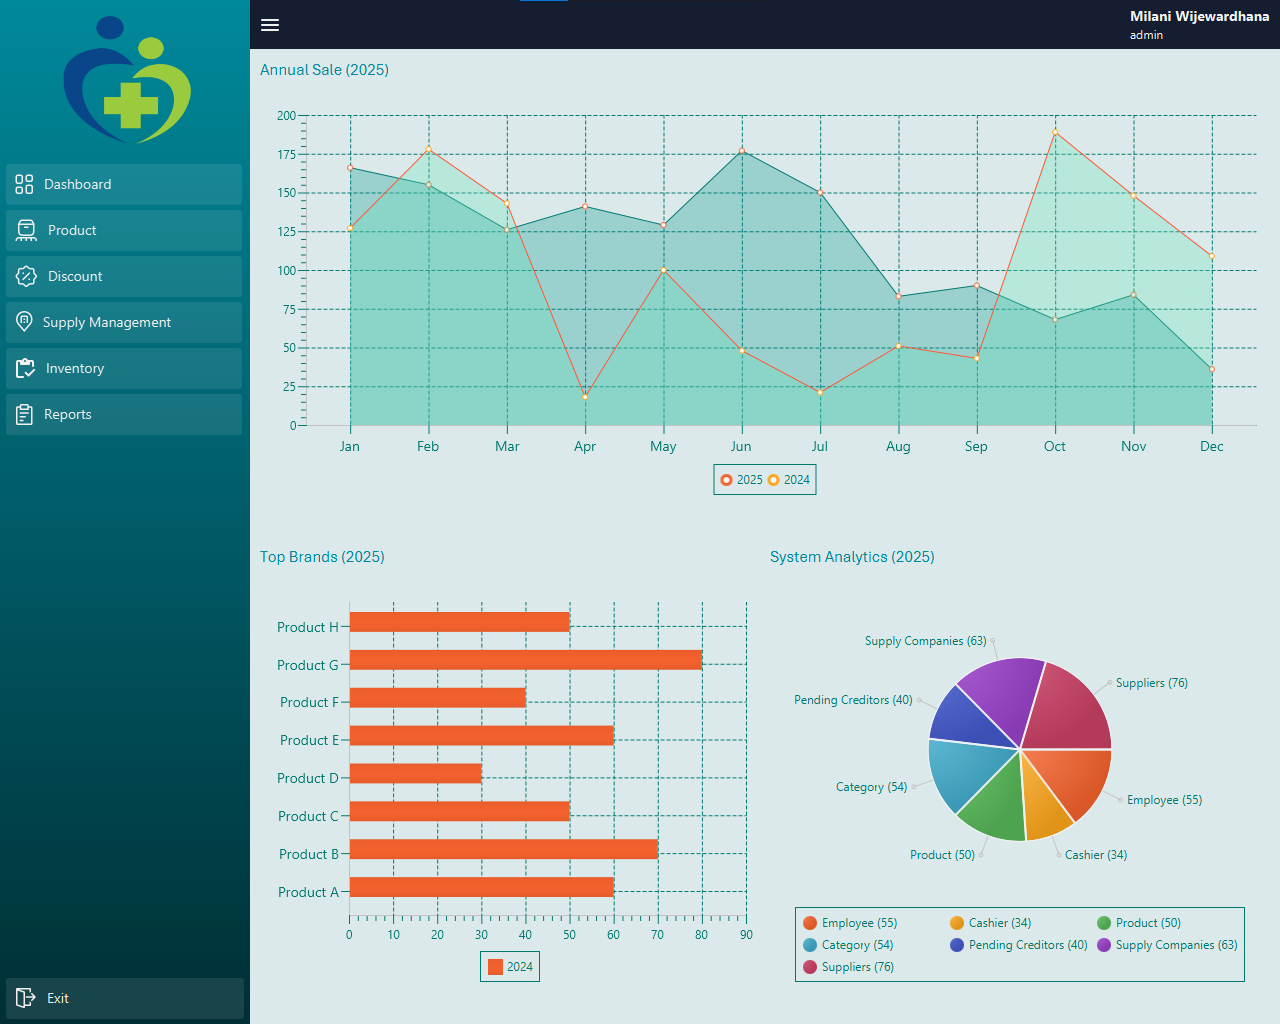 Milani Wijewardhana
admin
Dashboard
Product
Discount
Supply Management
Inventory
Reports
Exit
Annual Sale (2025)
200
175
150
125
100
75
50
25
0
Jan Feb Mar Apr May Jun Jul Aug Sep Oct Nov Dec
2025 2024
Top Brands (2025)
Product H
Product G
Product F
Product E
Product D
Product C
Product B
Product A
0 10 20 30 40 50 60 70 80 90
2024
System Analytics (2025)
Supply Companies (63)
Suppliers (76)
Pending Creditors (40)
Category (54)
Employee (55)
Product (50)
Cashier (34)
Employee (55) Cashier (34) Product (50)
Category (54) Pending Creditors (40) Supply Companies (63)
Suppliers (76)